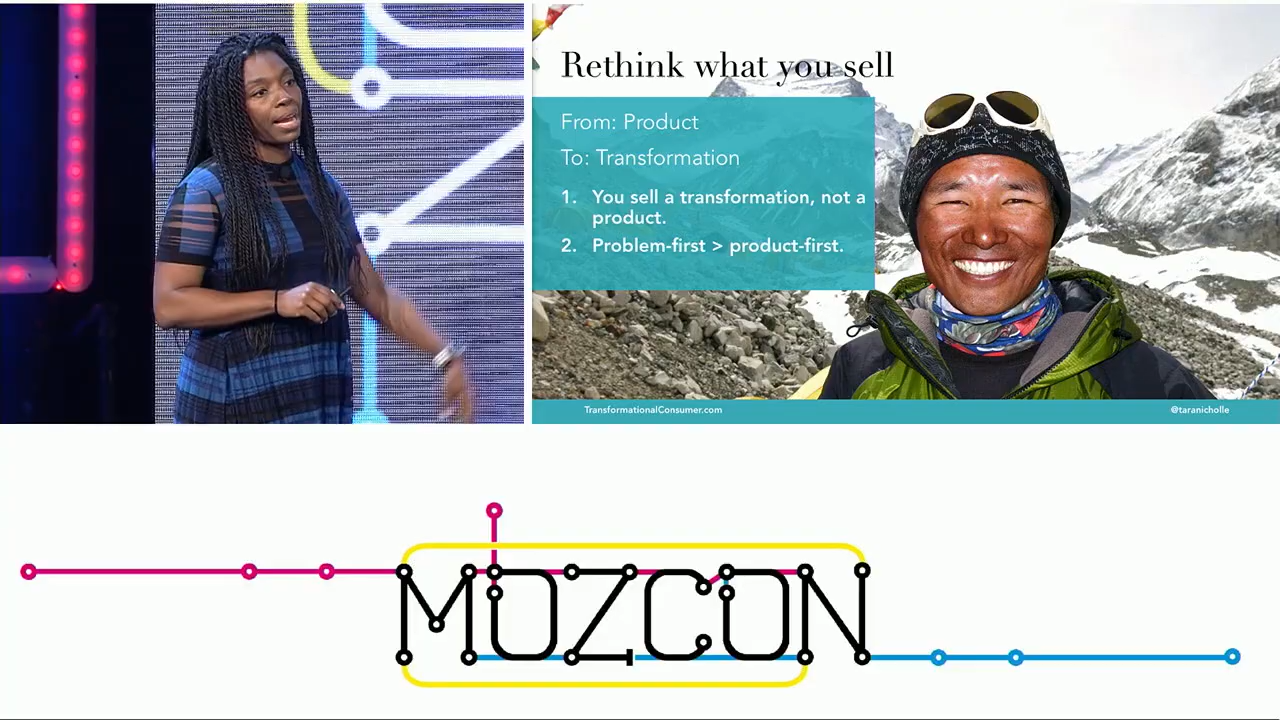 Rethink what you sell
From: Product
To: Transformation
1. You sell a transformation, not a
product.
2. Problem-first > product-first.
TransformationalConsumer.com
@taranicholle
MOZCON